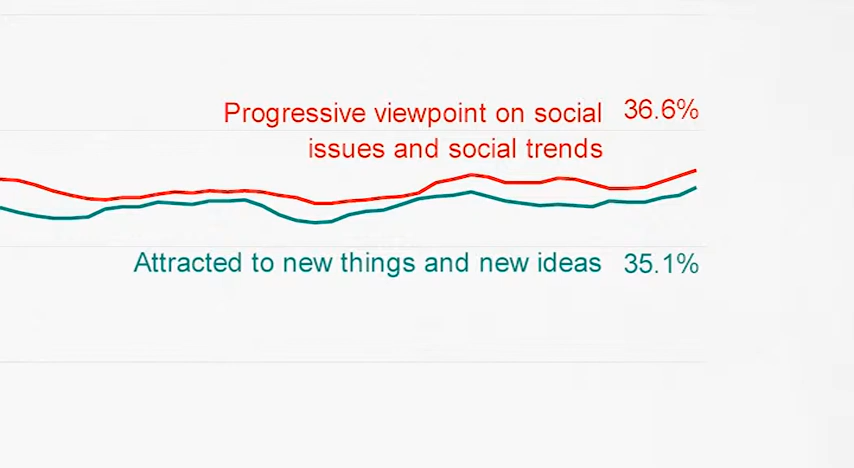 Progressive viewpoint on social 36.6%
issues and social trends
Attracted to new things and new ideas 35.1%